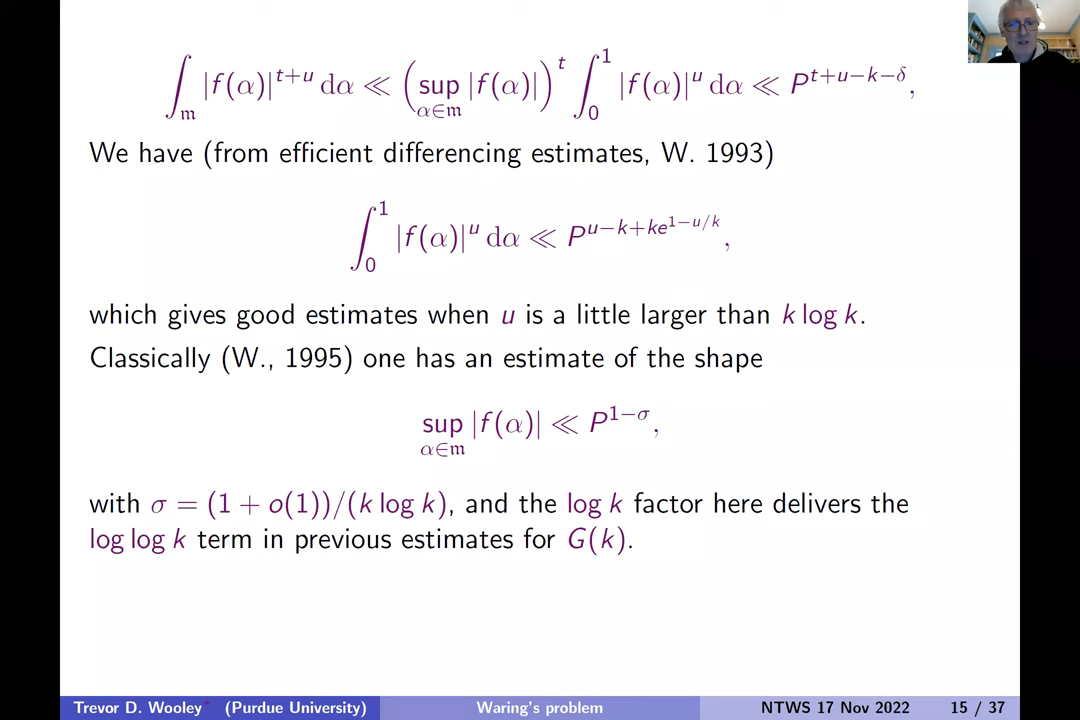 ∫_𝔪 |f(α)|^{t+u} dα ≪ (sup_{α∈𝔪} |f(α)|)^t ∫_0^1 |f(α)|^u dα ≪ P^{t+u−k−δ},
We have (from efficient differencing estimates, W. 1993)
∫_0^1 |f(α)|^u dα ≪ P^{u−k+ke^{1−u/k}},
which gives good estimates when u is a little larger than k log k.
Classically (W., 1995) one has an estimate of the shape
sup_{α∈𝔪} |f(α)| ≪ P^{1−σ},
with σ = (1 + o(1))/(k log k), and the log k factor here delivers the
log log k term in previous estimates for G(k).
Trevor D. Wooley* (Purdue University) Waring's problem NTWS 17 Nov 2022 15 / 37